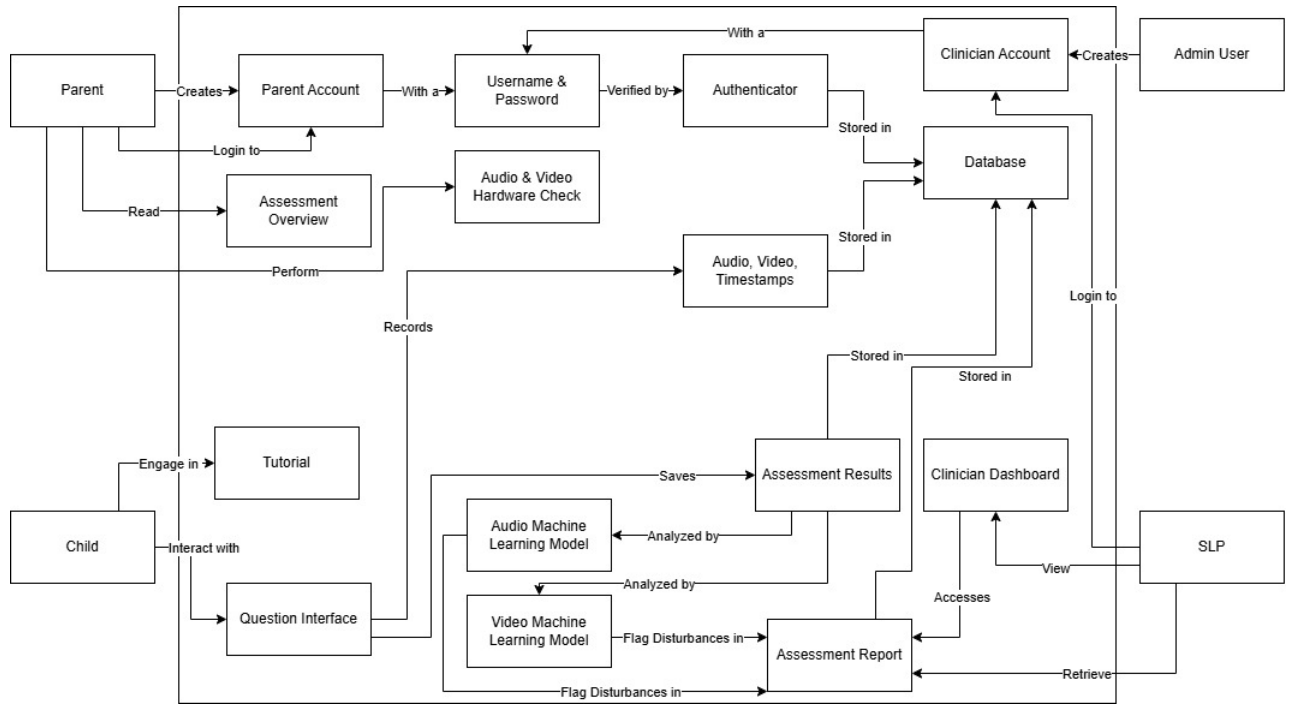 With a
Clinician Account
Creates
Admin User
Parent
Creates
Parent Account
With a
Username &
Password
Verified by
Authenticator
Stored in
Login to
Database
Audio & Video
Hardware Check
Assessment
Overview
Read
Stored in
Perform
Audio, Video,
Timestamps
Login to
Records
Stored in
Stored in
Engage in
Tutorial
Saves
Assessment Results
Clinician Dashboard
Audio Machine
Learning Model
Analyzed by
Child
Interact with
SLP
View
Analyzed by
Accesses
Question Interface
Video Machine
Learning Model
Flag Disturbances in
Assessment Report
Retrieve
Flag Disturbances in